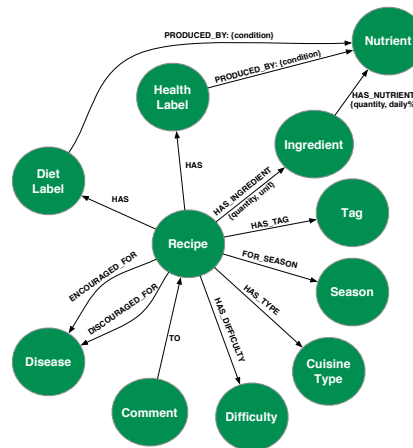 PRODUCED_BY: {condition}
Nutrient
Health
Label
PRODUCED_BY: {condition}
HAS_NUTRIENT
{quantity, daily%
Ingredient
Diet
Label
HAS
HAS
HAS_INGREDIENT
{quantity, unit}
Tag
HAS_TAG
Recipe
FOR_SEASON
Season
ENCOURAGED_FOR
DISCOURAGED_FOR
HAS_TYPE
HAS_DIFFICULTY
Disease
TO
Cuisine
Type
Comment
Difficulty